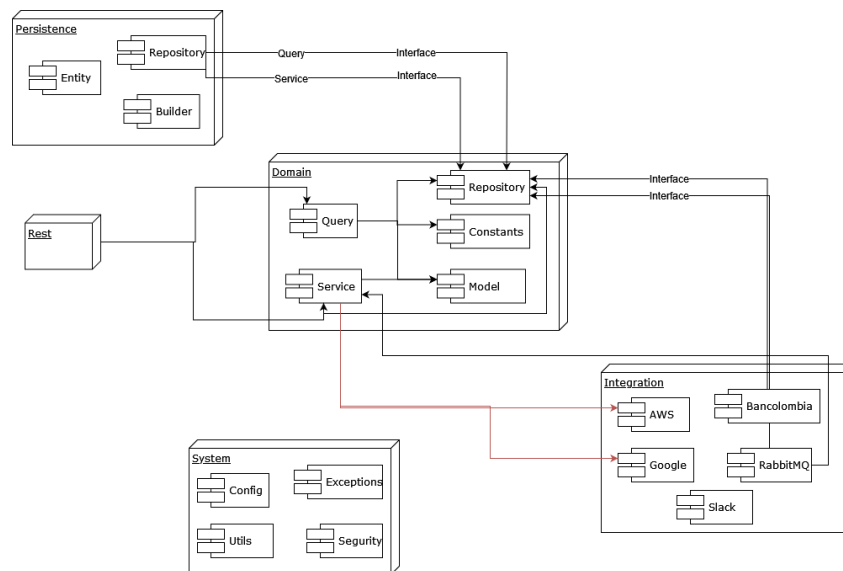 Persistence
Repository
Entity
Builder
Query
Interface
Service
Interface
Domain
Repository
Query
Constants
Service
Model
Rest
Interface
Interface
Integration
AWS
Bancolombia
Google
RabbitMQ
Slack
System
Config
Exceptions
Utils
Segurity